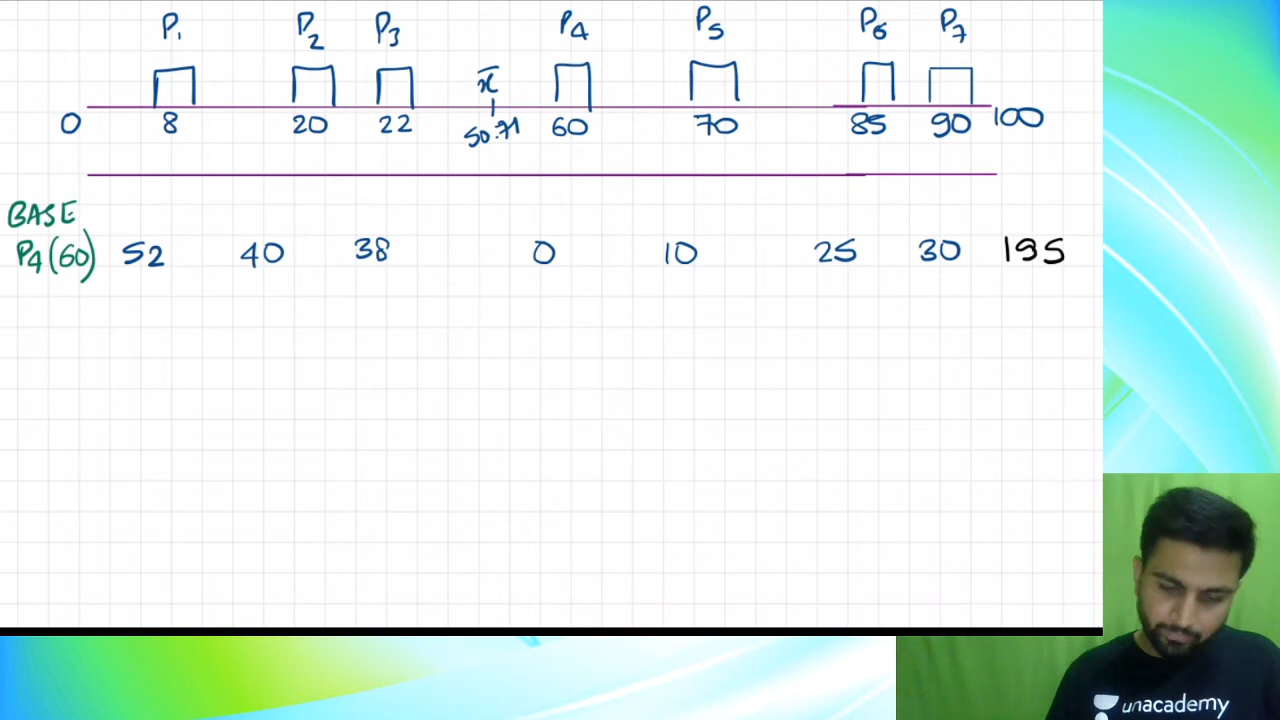 P1 P2 P3 P4 P5 P6 P7
x̄
0 8 20 22 50.71 60 70 85 90 100
BASE
P4(60) 52 40 38 0 10 25 30 195
unacademy